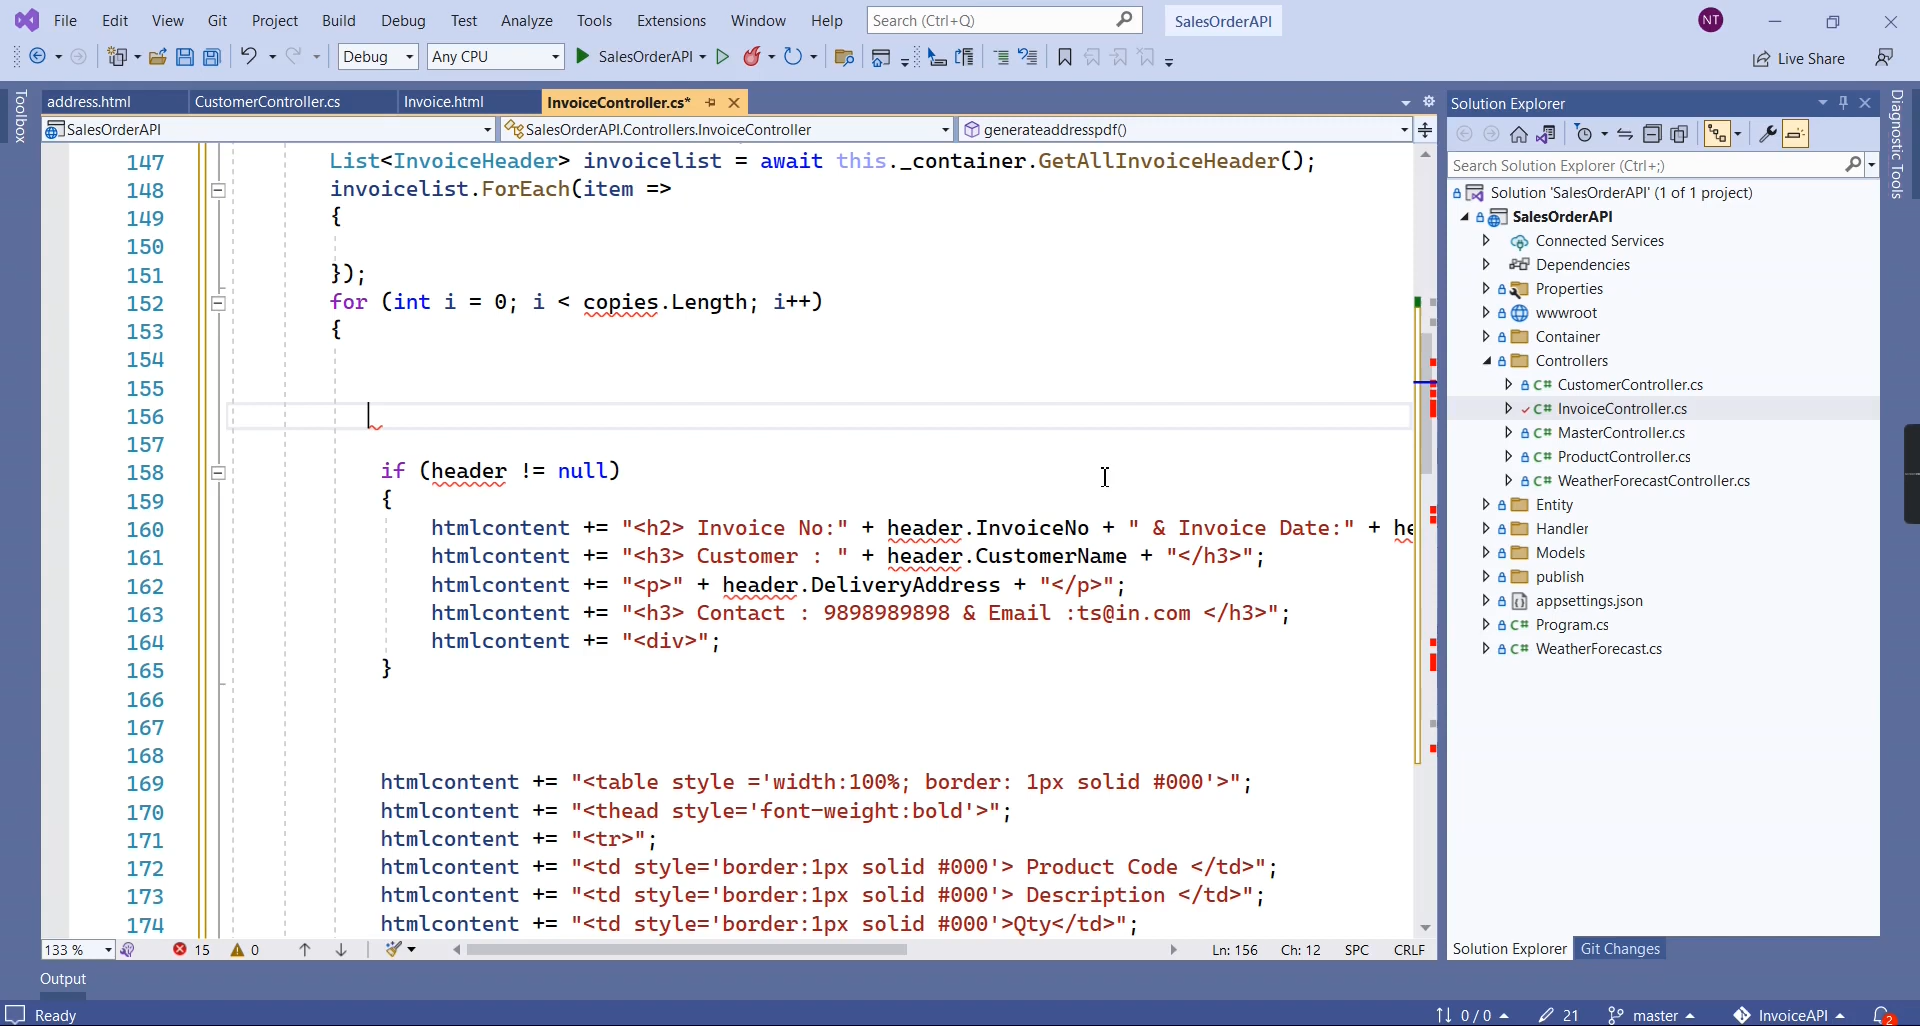 File Edit View Git Project Build Debug Test Analyze Tools Extensions Window Help Search (Ctrl+Q) SalesOrderAPI NT
Debug Any CPU SalesOrderAPI Live Share
Toolbox
address.html CustomerController.cs Invoice.html InvoiceController.cs*
SalesOrderAPI SalesOrderAPI.Controllers.InvoiceController generateaddresspdf()
147 List<InvoiceHeader> invoicelist = await this._container.GetAllInvoiceHeader();
148 invoicelist.ForEach(item =>
149 {
150
151 });
152 for (int i = 0; i < copies.Length; i++)
153 {
154
155
156
157
158 if (header != null)
159 {
160 htmlcontent += "<h2> Invoice No:" + header.InvoiceNo + " & Invoice Date:" + he
161 htmlcontent += "<h3> Customer : " + header.CustomerName + "</h3>";
162 htmlcontent += "<p>" + header.DeliveryAddress + "</p>";
163 htmlcontent += "<h3> Contact : 9898989898 & Email :ts@in.com </h3>";
164 htmlcontent += "<div>";
165 }
166
167
168
169 htmlcontent += "<table style ='width:100%; border: 1px solid #000'>";
170 htmlcontent += "<thead style='font-weight:bold'>";
171 htmlcontent += "<tr>";
172 htmlcontent += "<td style='border:1px solid #000'> Product Code </td>";
173 htmlcontent += "<td style='border:1px solid #000'> Description </td>";
174 htmlcontent += "<td style='border:1px solid #000'>Qty</td>";
133 % 15 0 Ln: 156 Ch: 12 SPC CRLF
Solution Explorer
Search Solution Explorer (Ctrl+;)
Solution 'SalesOrderAPI' (1 of 1 project)
SalesOrderAPI
Connected Services
Dependencies
Properties
wwwroot
Container
Controllers
C# CustomerController.cs
C# InvoiceController.cs
C# MasterController.cs
C# ProductController.cs
C# WeatherForecastController.cs
Entity
Handler
Models
publish
appsettings.json
C# Program.cs
C# WeatherForecast.cs
Solution Explorer Git Changes
Diagnostic Tools
Output
Ready 0 / 0 21 master InvoiceAPI 2